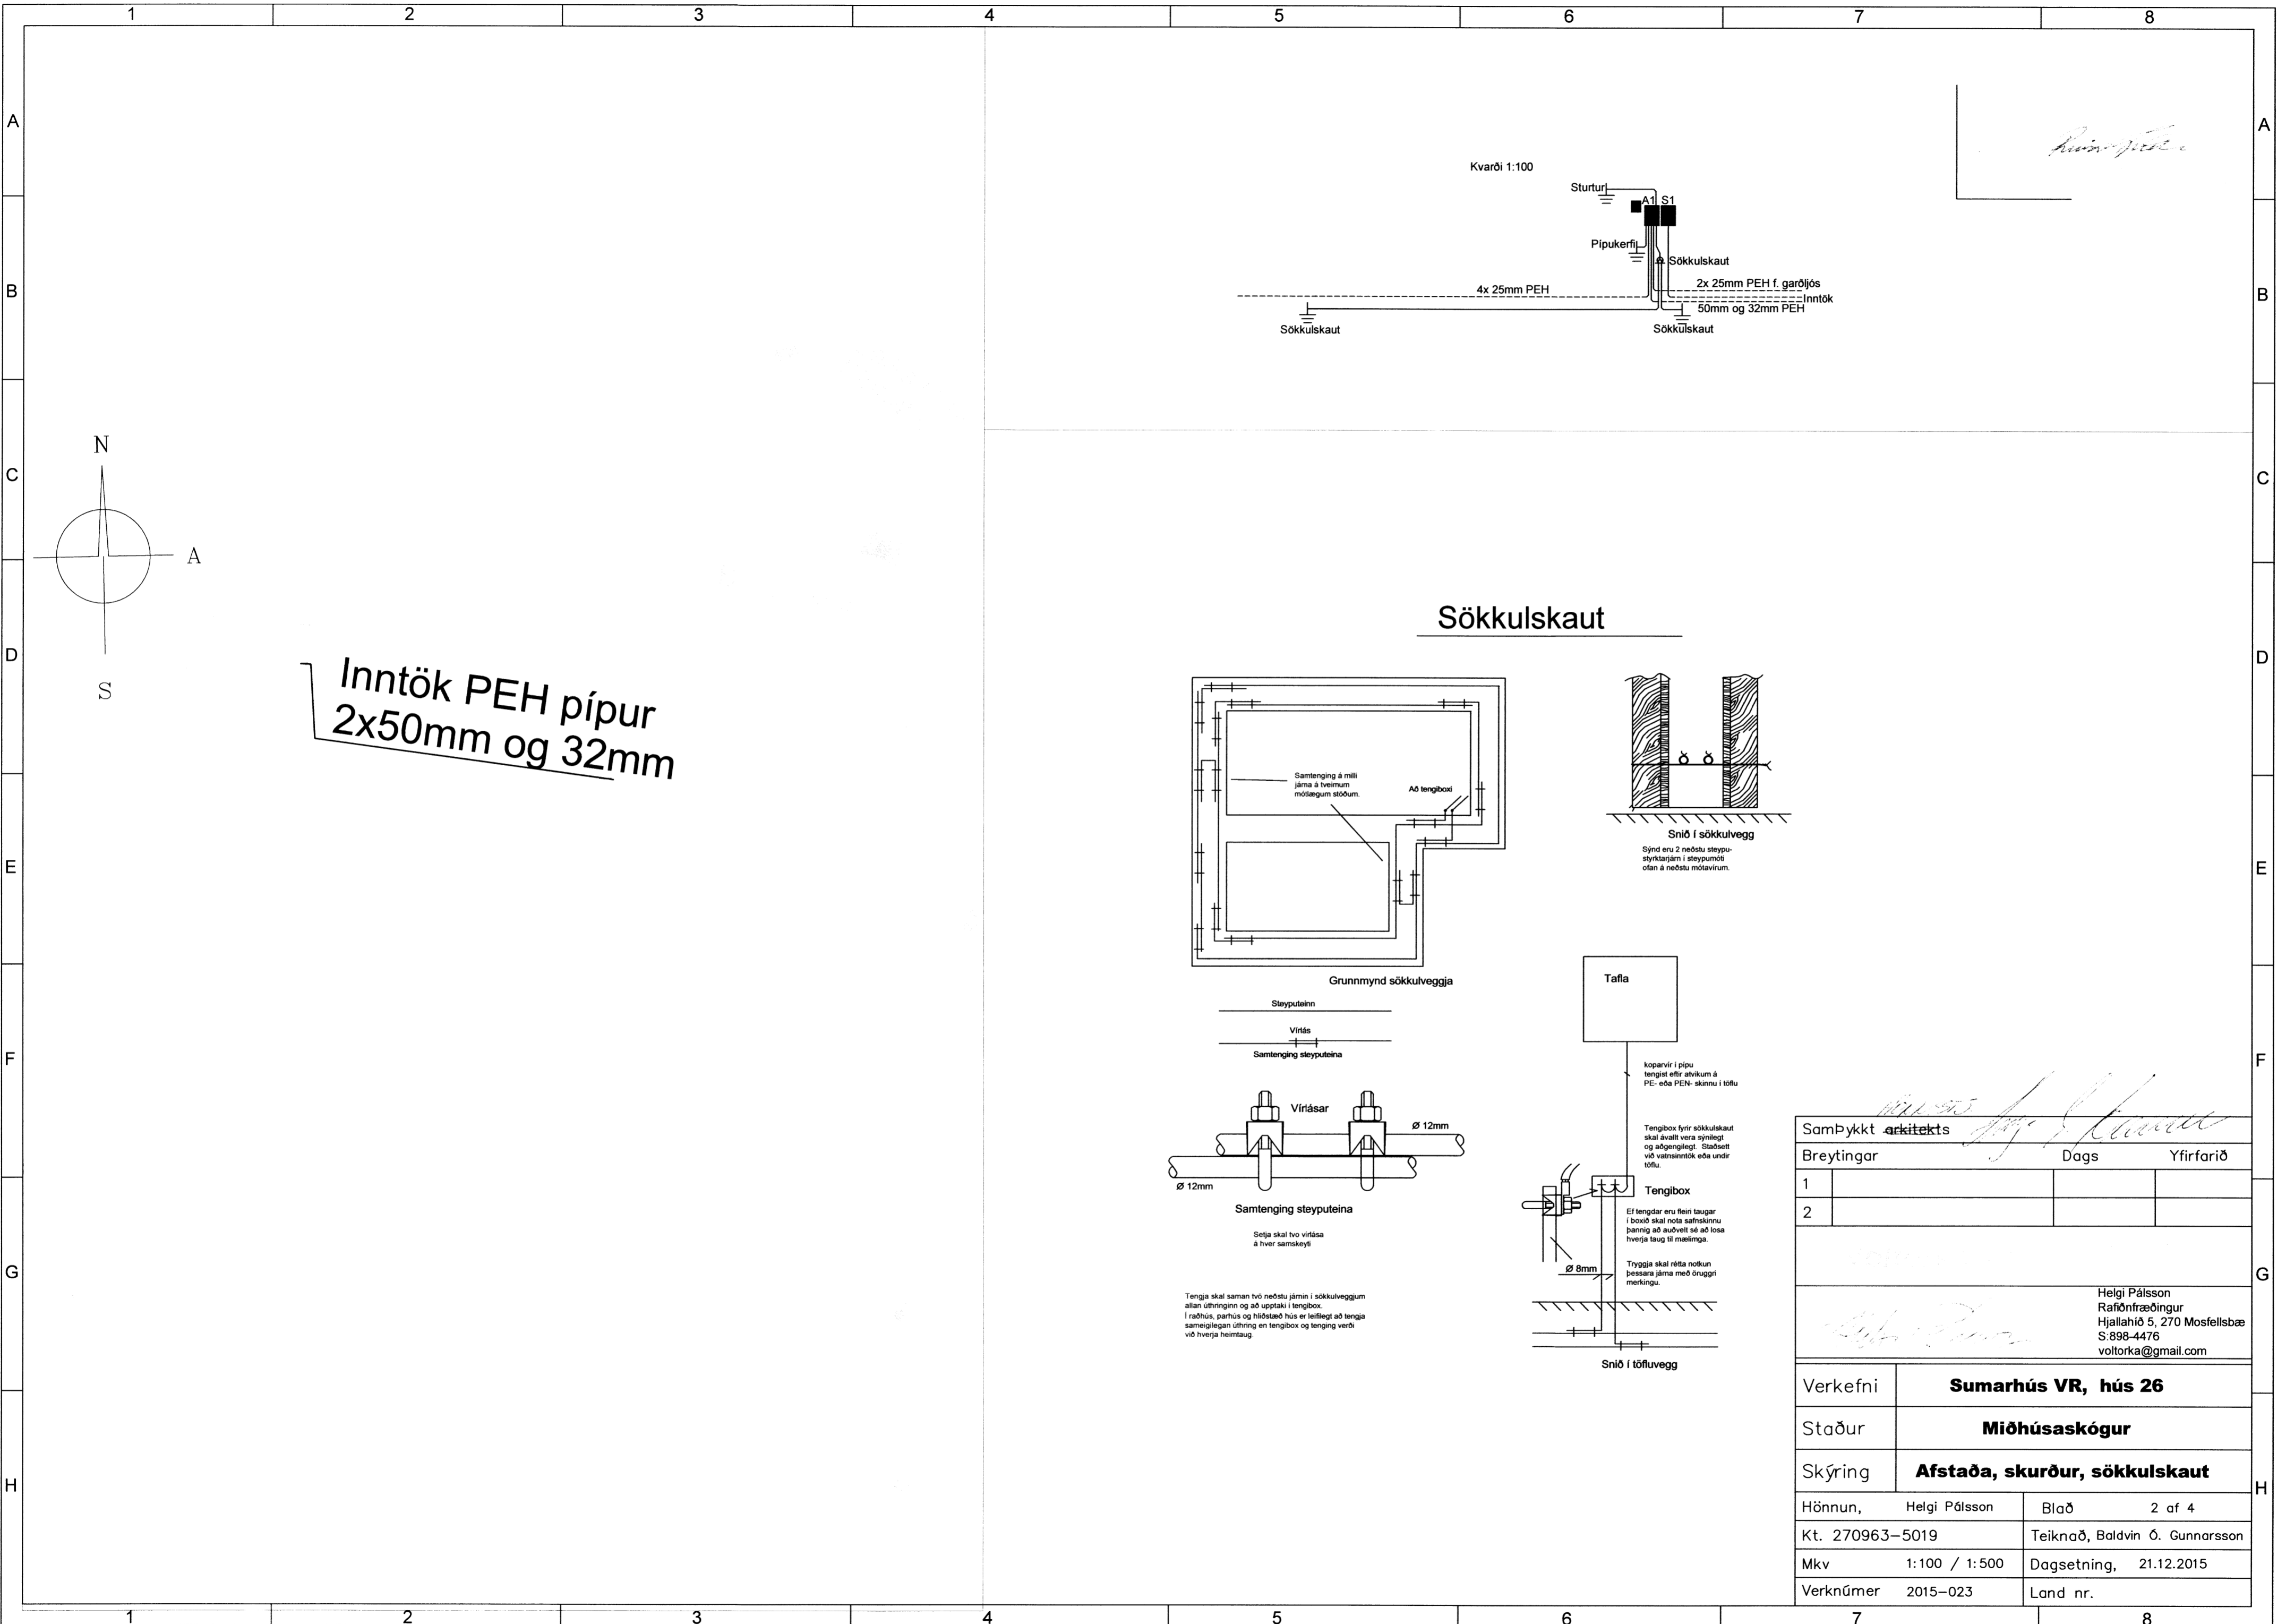 1 2 3 4 5 6 7 8
A A
B B
C C
D D
E E
F F
G G
H H
Kvarði 1:100
Sturtur
A1 S1
Pípukerfi
Sökkulskaut
4x 25mm PEH
2x 25mm PEH f. garðljós
Inntök
50mm og 32mm PEH
Sökkulskaut
Sökkulskaut
N
A
S
Inntök PEH pípur
2x50mm og 32mm
Sökkulskaut
Samtenging á milli
járna á tveimum
mótlægum stöðum.
Að tengiboxi
Grunnmynd sökkulveggja
Snið í sökkulvegg
Sýnd eru 2 neðstu steypu-
styrktarjárn í steypumóti
ofan á neðstu mótavírum.
Steyputeinn
Vírlás
Samtenging steyputeina
Vírlásar
Ø 12mm
Ø 12mm
Samtenging steyputeina
Setja skal tvo vírlása
á hver samskeyti
Tengja skal saman tvö neðstu járnin í sökkulveggjum
allan úthringinn og að upptaki í tengibox.
Í raðhús, parhús og hliðstæð hús er leifilegt að tengja
sameigilegan úthring en tengibox og tenging verði
við hverja heimtaug.
Tafla
koparvír í pípu
tengist eftir atvikum á
PE- eða PEN- skinnu í töflu
Tengibox fyrir sökkulskaut
skal ávallt vera sýnilegt
og aðgengilegt. Staðsett
við vatnsinntök eða undir
töflu.
Tengibox
Ef tengdar eru fleiri taugar
í boxið skal nota safnskinnu
þannig að auðvelt sé að losa
hverja taug til mælimga.
Ø 8mm
Tryggja skal rétta notkun
þessara járna með öruggri
merkingu.
Snið í töfluvegg
Samþykkt arkitekts
Breytingar Dags Yfirfarið
1
2
Helgi Pálsson
Rafiðnfræðingur
Hjallahíð 5, 270 Mosfellsbæ
S:898-4476
voltorka@gmail.com
Verkefni Sumarhús VR, hús 26
Staður Miðhúsaskógur
Skýring Afstaða, skurður, sökkulskaut
Hönnun, Helgi Pálsson Blað 2 af 4
Kt. 270963-5019 Teiknað, Baldvin Ó. Gunnarsson
Mkv 1:100 / 1:500 Dagsetning, 21.12.2015
Verknúmer 2015-023 Land nr.
1 2 3 4 5 6 7 8